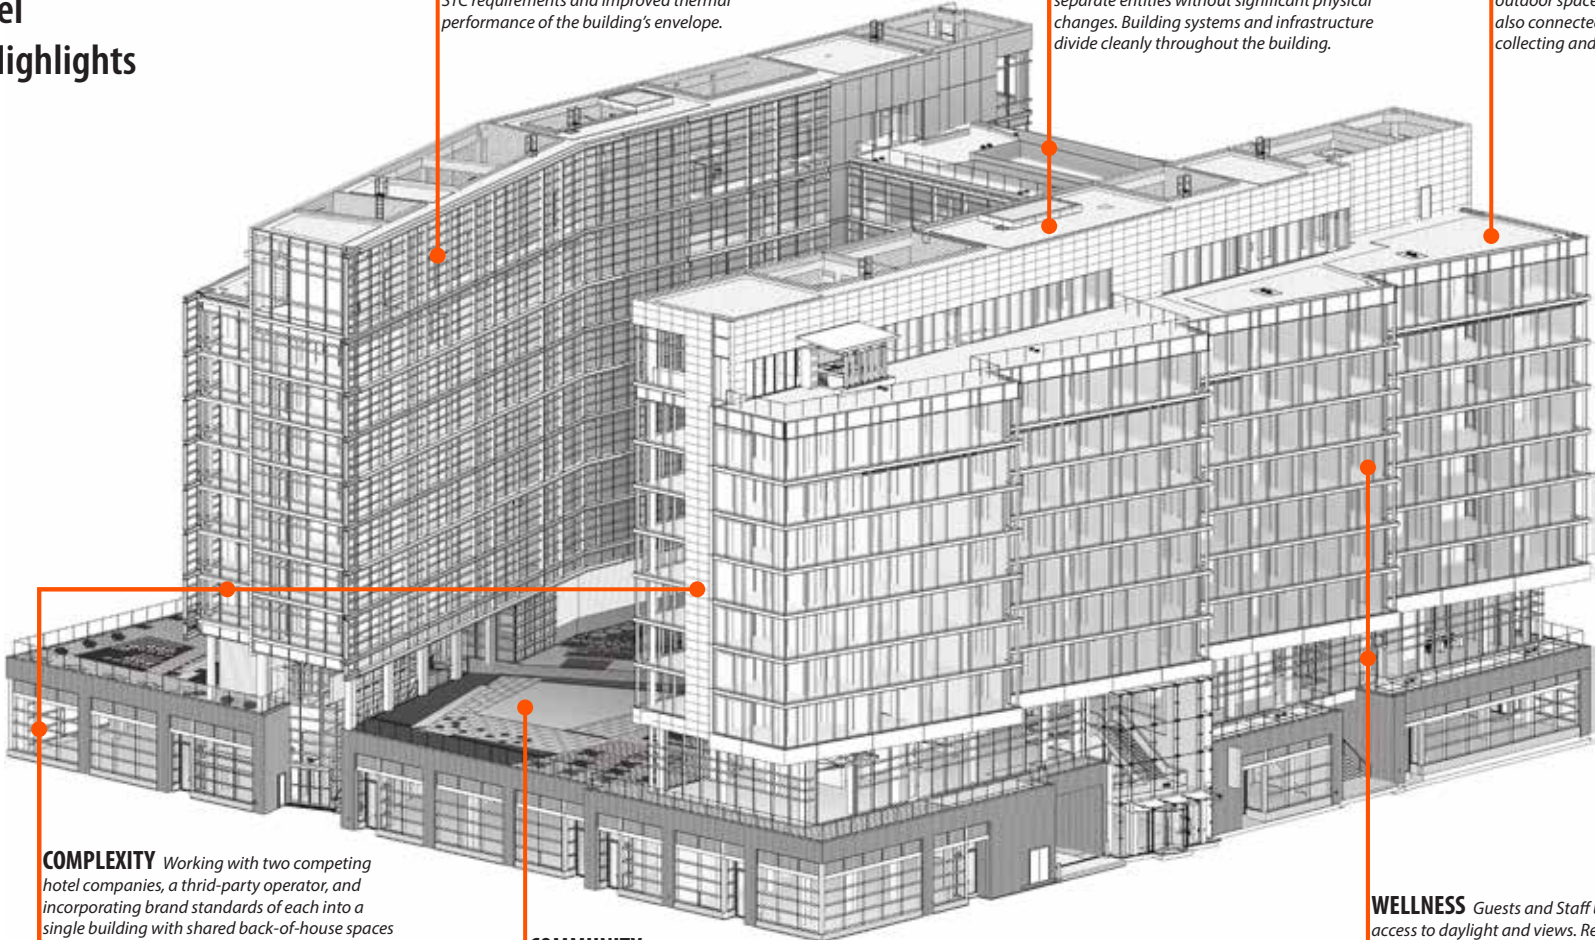 el
Highlights
STC requirements and improved thermal
performance of the building's envelope.
separate entities without significant physical
changes. Building systems and infrastructure
divide cleanly throughout the building.
outdoor space
also connected
collecting and
COMPLEXITY Working with two competing
hotel companies, a thrid-party operator, and
incorporating brand standards of each into a
single building with shared back-of-house spaces
COMMUNITY
WELLNESS Guests and Staff
access to daylight and views. Re